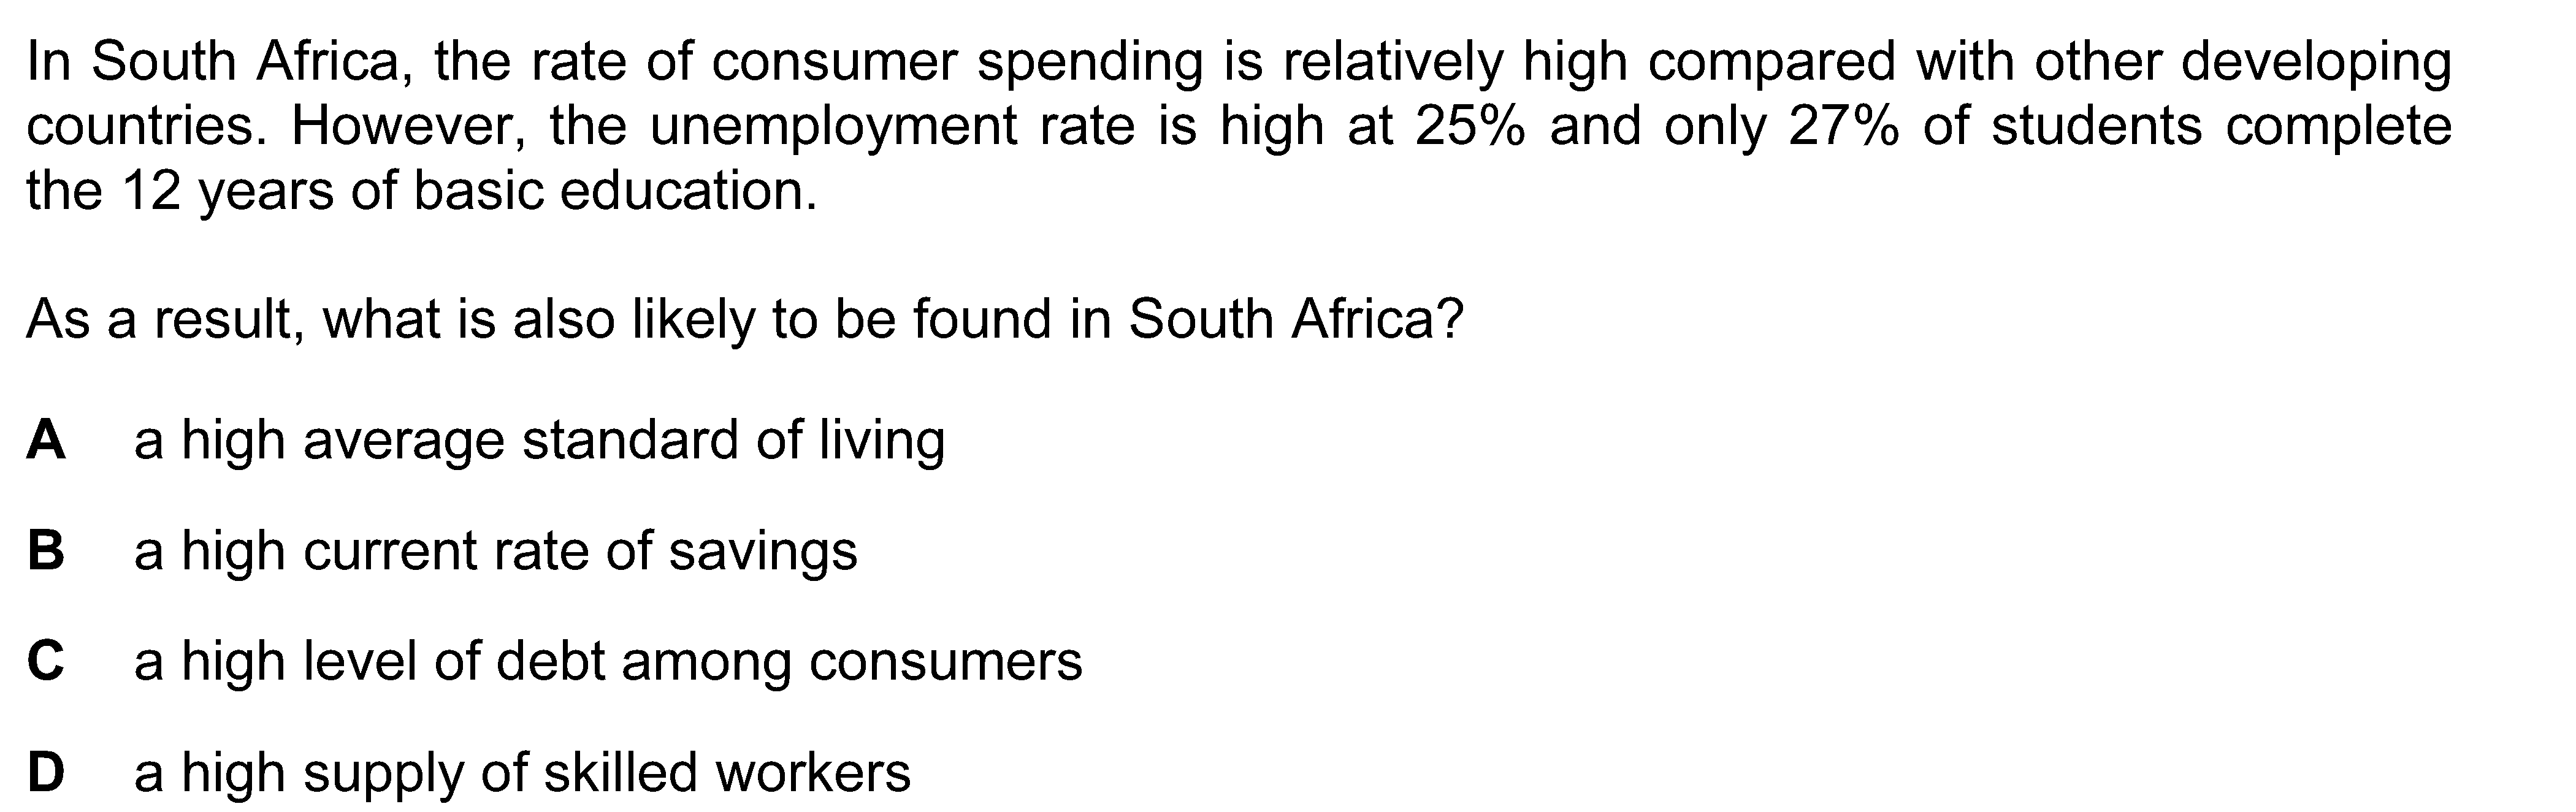 In South Africa, the rate of consumer spending is relatively high compared with other developing
countries. However, the unemployment rate is high at 25% and only 27% of students complete
the 12 years of basic education.
As a result, what is also likely to be found in South Africa?
A a high average standard of living
B a high current rate of savings
C a high level of debt among consumers
D a high supply of skilled workers